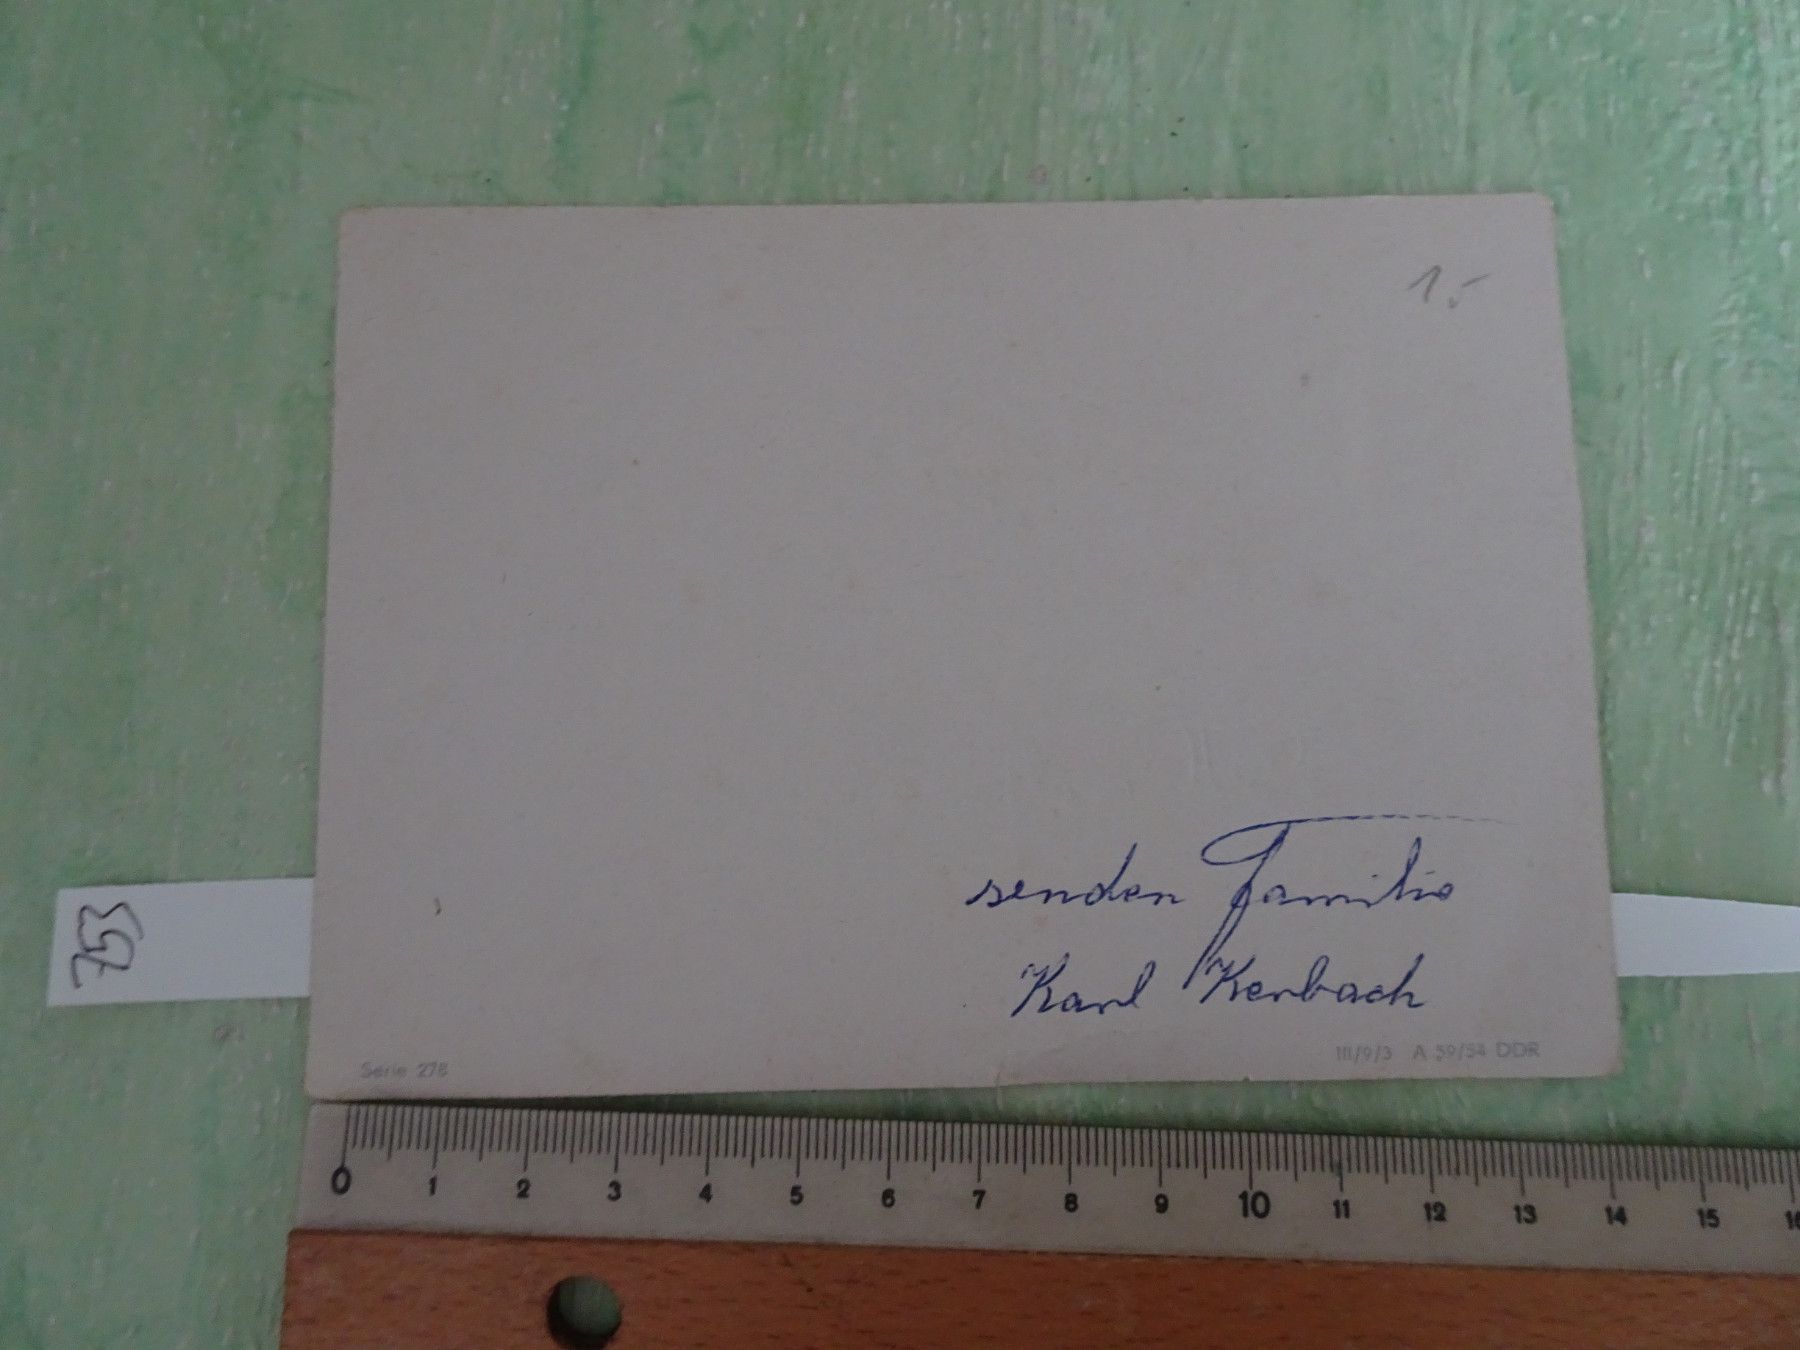 1,-
senden Familie
Karl Kerbach
Serie 278
III/9/3 A 59/54 DDR
0 1 2 3 4 5 6 7 8 9 10 11 12 13 14 15 16